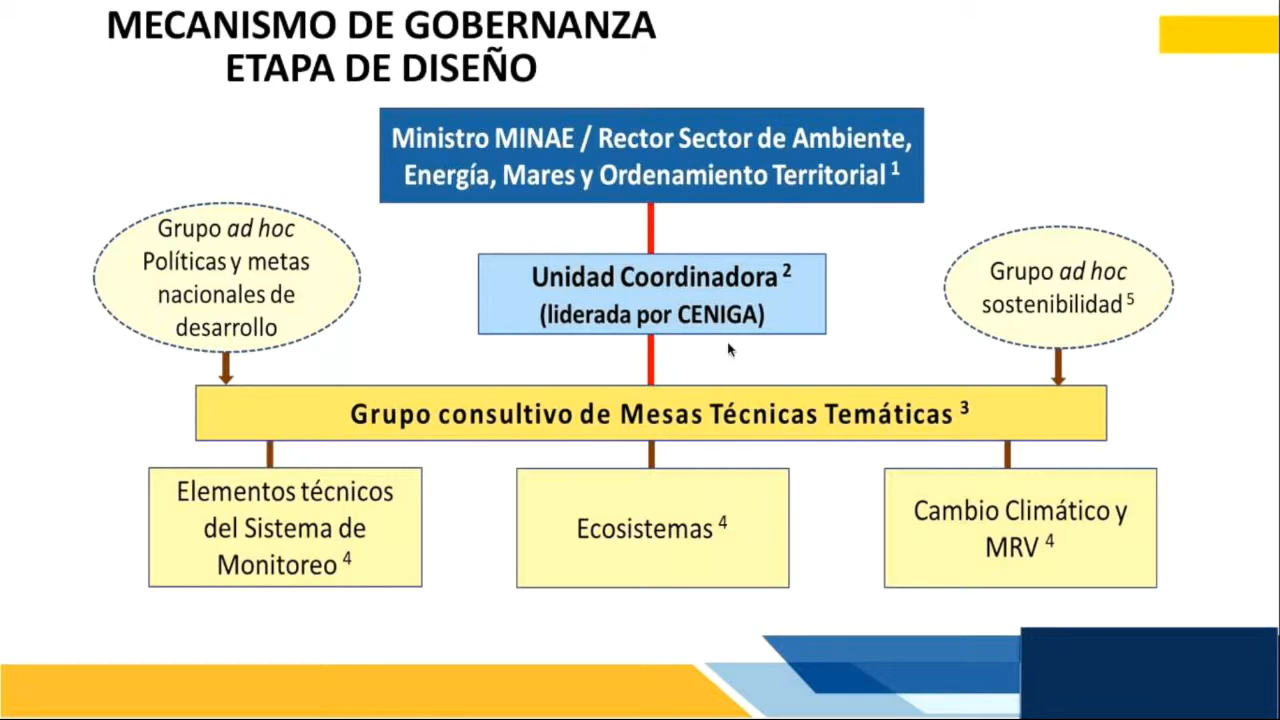 MECANISMO DE GOBERNANZA
ETAPA DE DISEÑO
Ministro MINAE / Rector Sector de Ambiente,
Energía, Mares y Ordenamiento Territorial ¹
Grupo ad hoc
Políticas y metas
nacionales de
desarrollo
Unidad Coordinadora ²
(liderada por CENIGA)
Grupo ad hoc
sostenibilidad ⁵
Grupo consultivo de Mesas Técnicas Temáticas ³
Elementos técnicos
del Sistema de
Monitoreo ⁴
Ecosistemas ⁴
Cambio Climático y
MRV ⁴